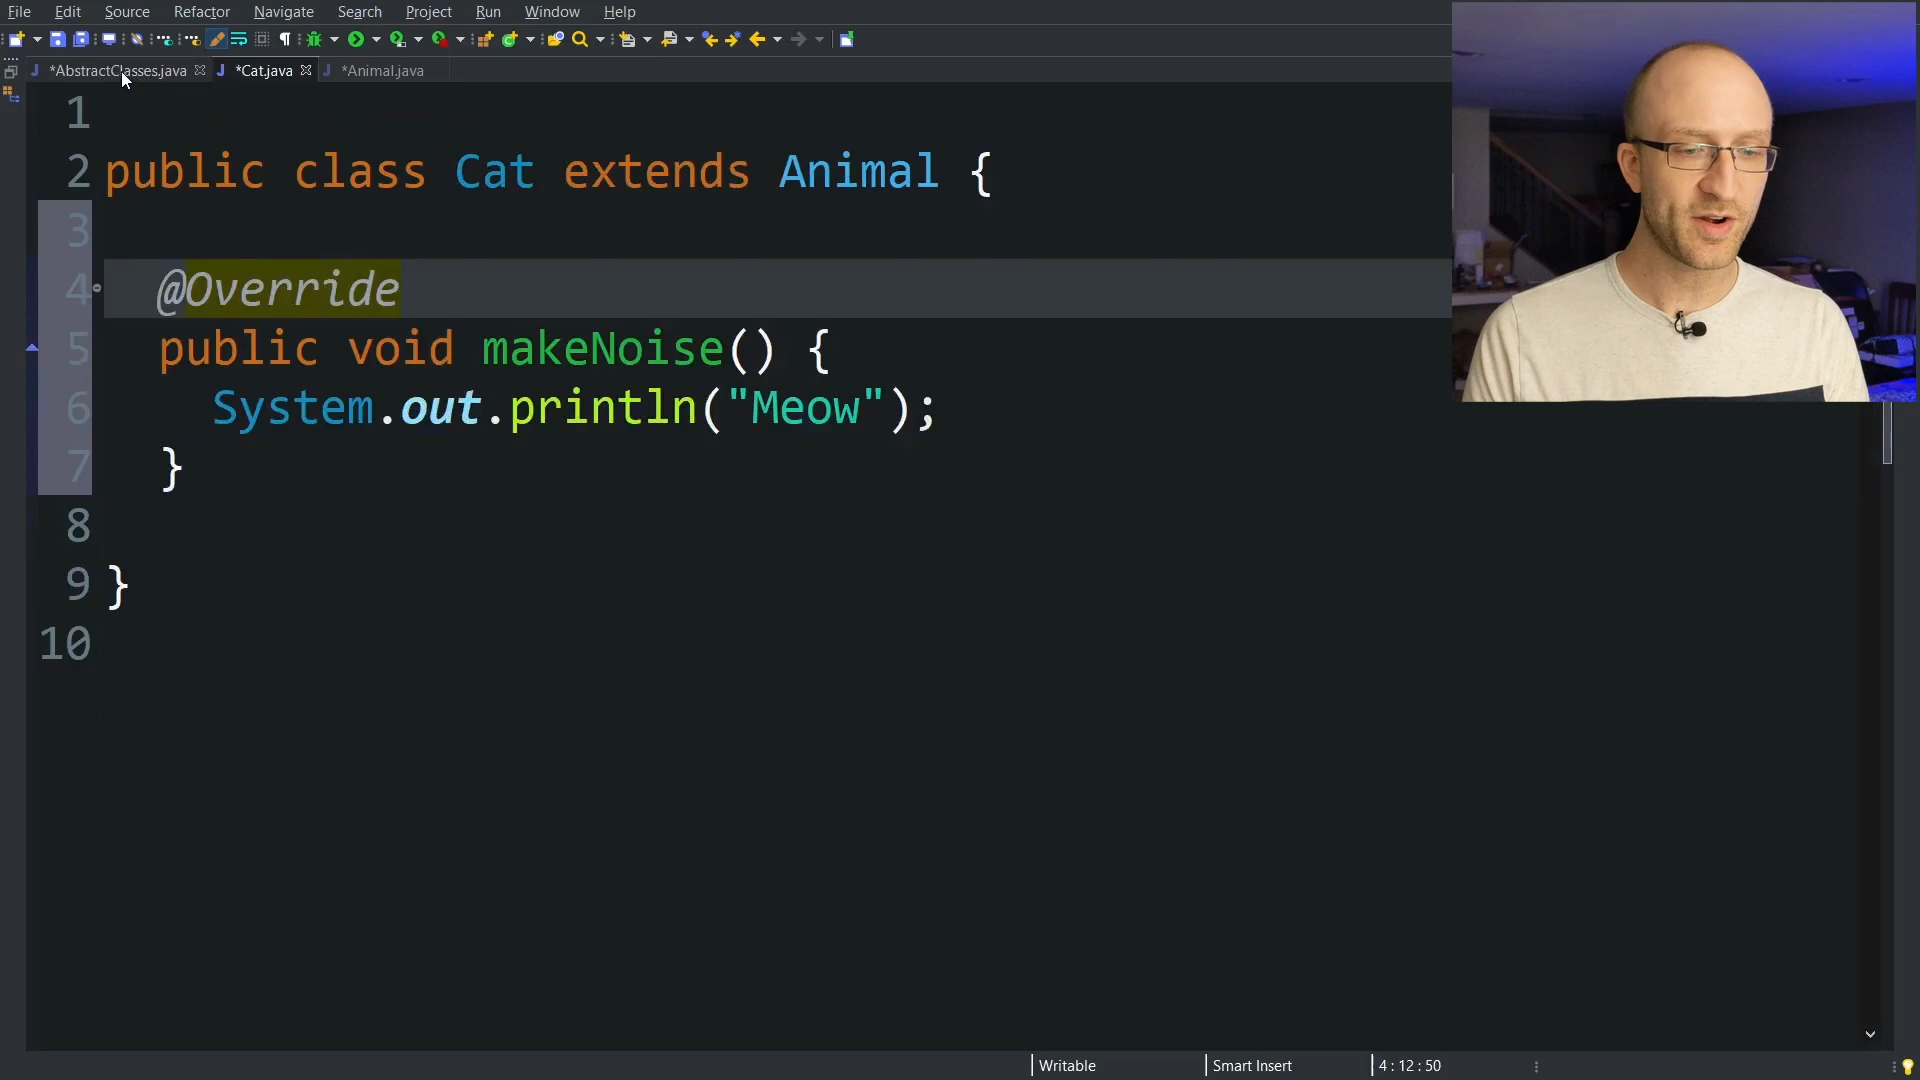 File Edit Source Refactor Navigate Search Project Run Window Help
*AbstractClasses.java *Cat.java *Animal.java
1
2 public class Cat extends Animal {
3
4 @Override
5 public void makeNoise() {
6 System.out.println("Meow");
7 }
8
9 }
10
Writable Smart Insert 4 : 12 : 50